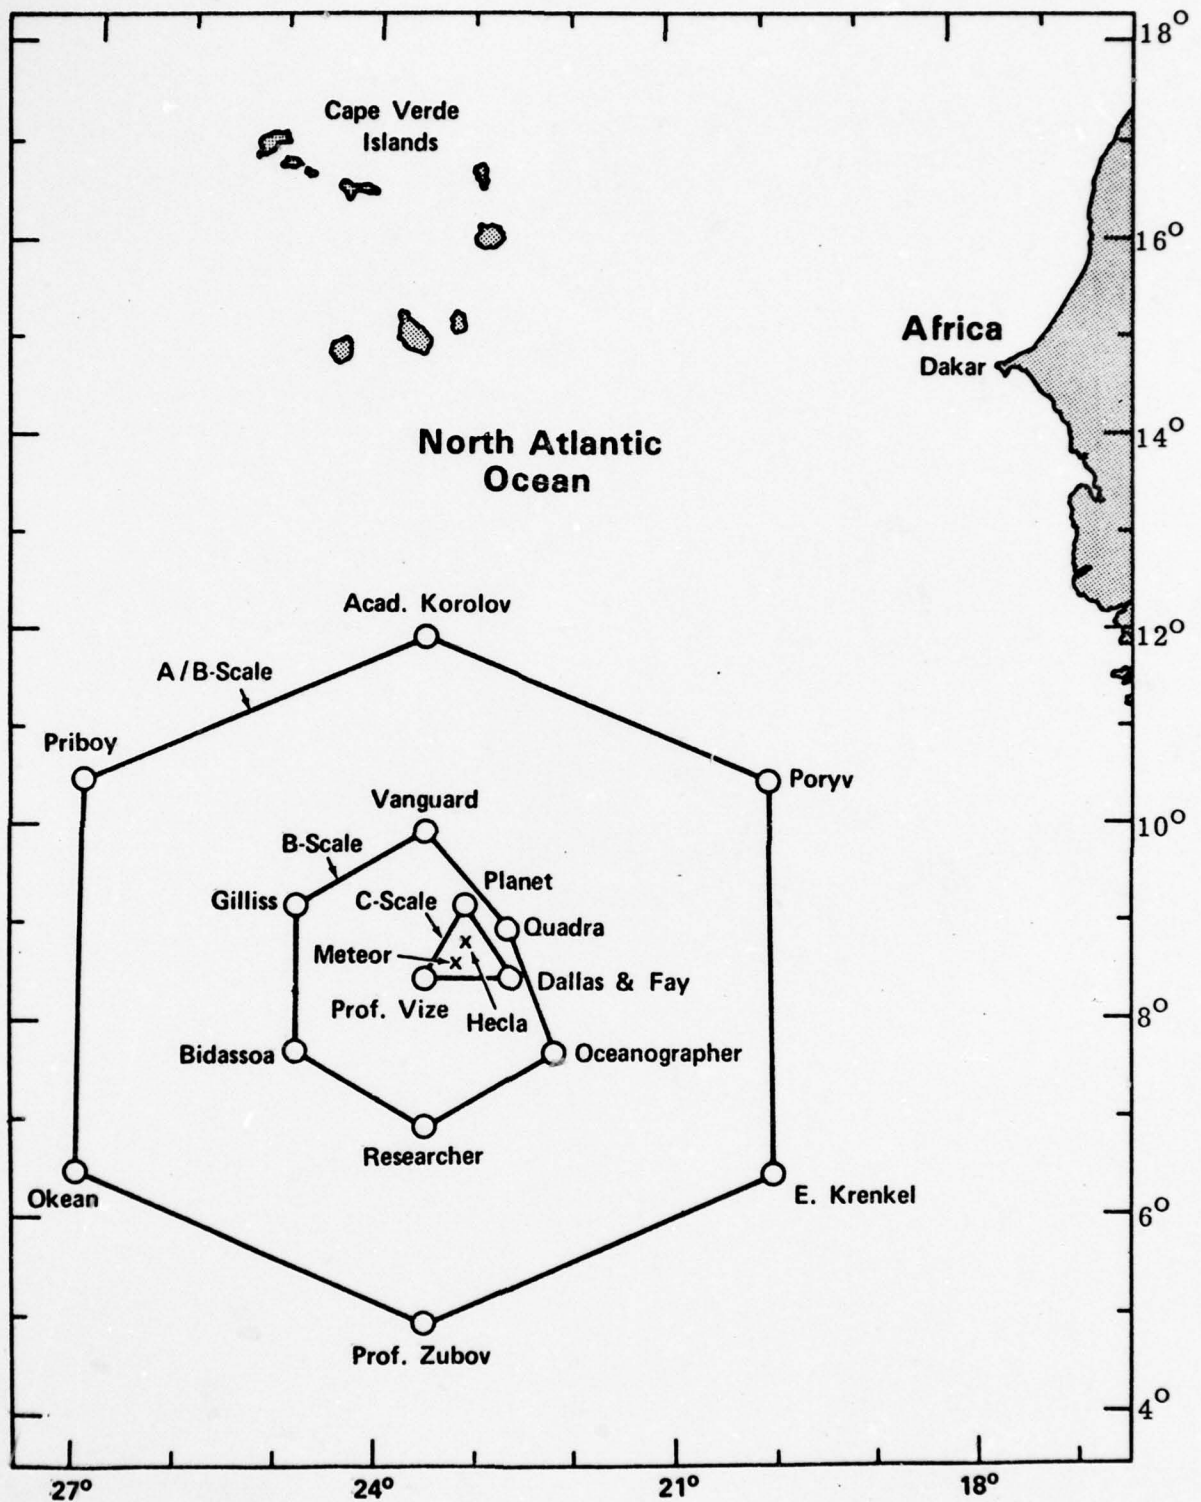 18°
Cape Verde
Islands
16°
Africa
Dakar
14°
North Atlantic
Ocean
12°
Acad. Korolov
A/B-Scale
Priboy
Poryv
10°
Vanguard
B-Scale
Planet
Gilliss
C-Scale
Quadra
Meteor
Dallas & Fay
Prof. Vize
Hecla
8°
Bidassoa
Oceanographer
Researcher
Okean
E. Krenkel
6°
Prof. Zubov
4°
27°
24°
21°
18°
x
x